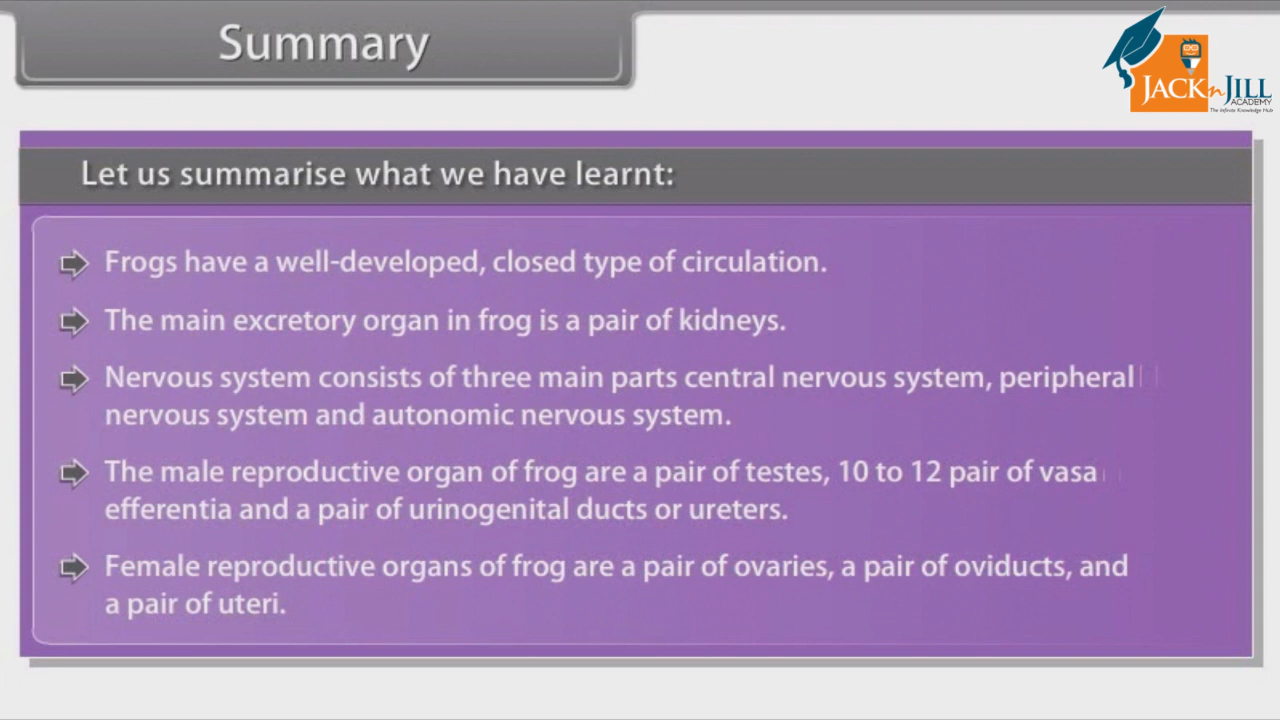 Summary
JACKnJILL
ACADEMY
The Infinite Knowledge Hub
Let us summarise what we have learnt:
Frogs have a well-developed, closed type of circulation.
The main excretory organ in frog is a pair of kidneys.
Nervous system consists of three main parts central nervous system, peripheral
nervous system and autonomic nervous system.
The male reproductive organ of frog are a pair of testes, 10 to 12 pair of vasa
efferentia and a pair of urinogenital ducts or ureters.
Female reproductive organs of frog are a pair of ovaries, a pair of oviducts, and
a pair of uteri.